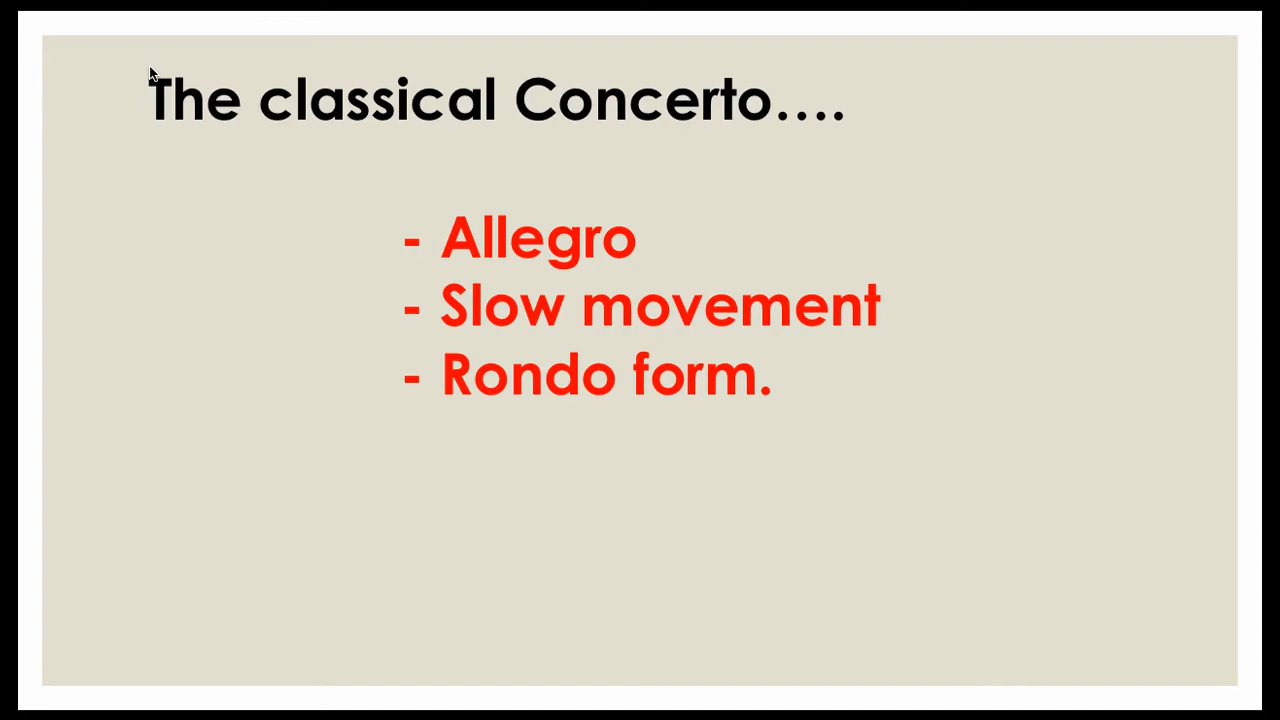 The classical Concerto....
- Allegro
- Slow movement
- Rondo form.